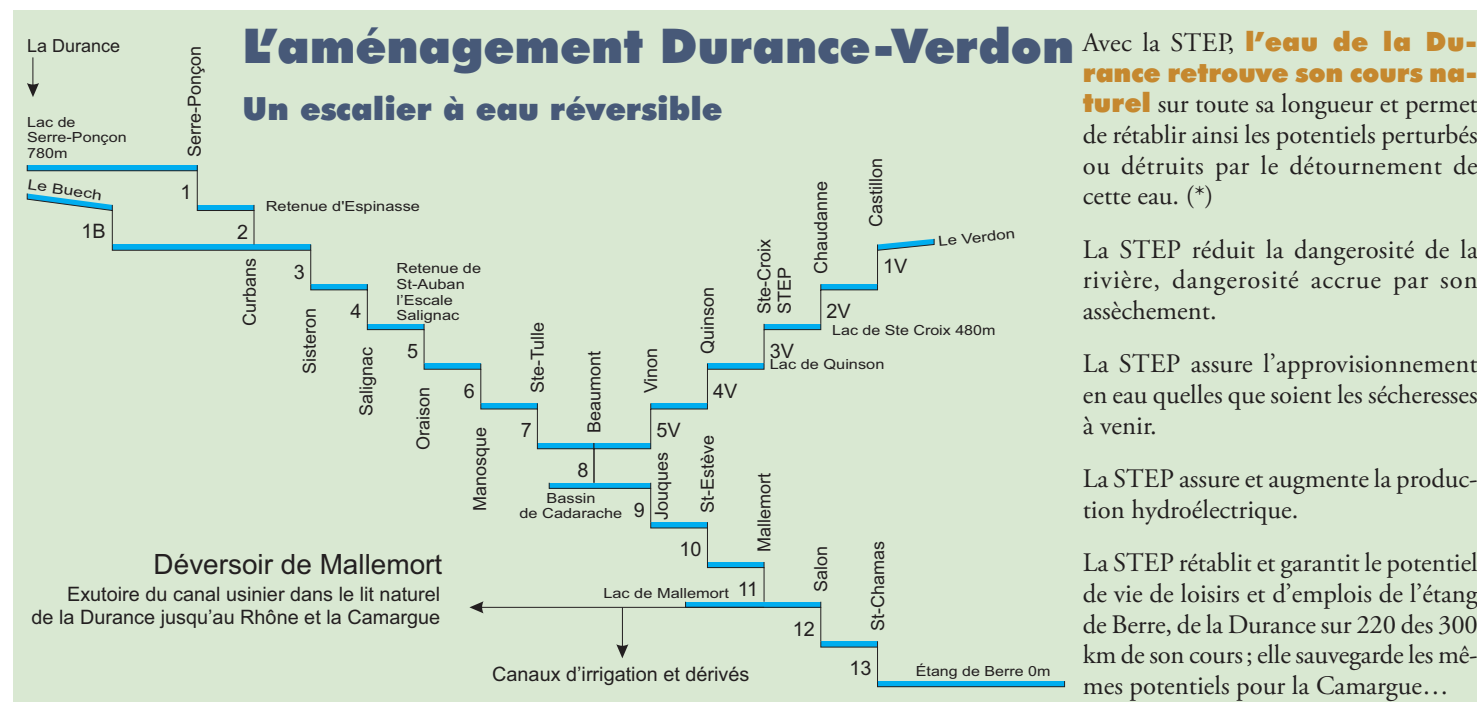 L'aménagement Durance-Verdon
Un escalier à eau réversible
La Durance
Lac de
Serre-Ponçon
780m
Serre-Ponçon
Le Buech
1
1B
Retenue d'Espinasse
2
Curbans
3
Sisteron
Retenue de
St-Auban
l'Escale
Salignac
4
Salignac
5
Oraison
6
Manosque
Ste-Tulle
7
Beaumont
8
Bassin
de Cadarache
Vinon
5V
Quinson
4V
Ste-Croix
STEP
3V
Lac de Quinson
Chaudanne
2V
Lac de Ste Croix 480m
Castillon
1V
Le Verdon
9
Jouques
St-Estève
10
Mallemort
11
Lac de Mallemort
Salon
12
St-Chamas
13
Étang de Berre 0m
Déversoir de Mallemort
Exutoire du canal usinier dans le lit naturel
de la Durance jusqu'au Rhône et la Camargue
Canaux d'irrigation et dérivés
Avec la STEP, l'eau de la Du-
rance retrouve son cours na-
turel sur toute sa longueur et permet
de rétablir ainsi les potentiels perturbés
ou détruits par le détournement de
cette eau. (*)
La STEP réduit la dangerosité de la
rivière, dangerosité accrue par son
assèchement.
La STEP assure l'approvisionnement
en eau quelles que soient les sécheresses
à venir.
La STEP assure et augmente la produc-
tion hydroélectrique.
La STEP rétablit et garantit le potentiel
de vie de loisirs et d'emplois de l'étang
de Berre, de la Durance sur 220 des 300
km de son cours ; elle sauvegarde les mê-
mes potentiels pour la Camargue…